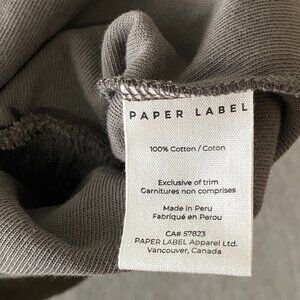 PAPER LABEL
100% Cotton / Coton
Exclusive of trim
Garnitures non comprises
Made in Peru
Fabriqué en Perou
CA# 57823
PAPER LABEL Apparel Ltd.
Vancouver, Canada